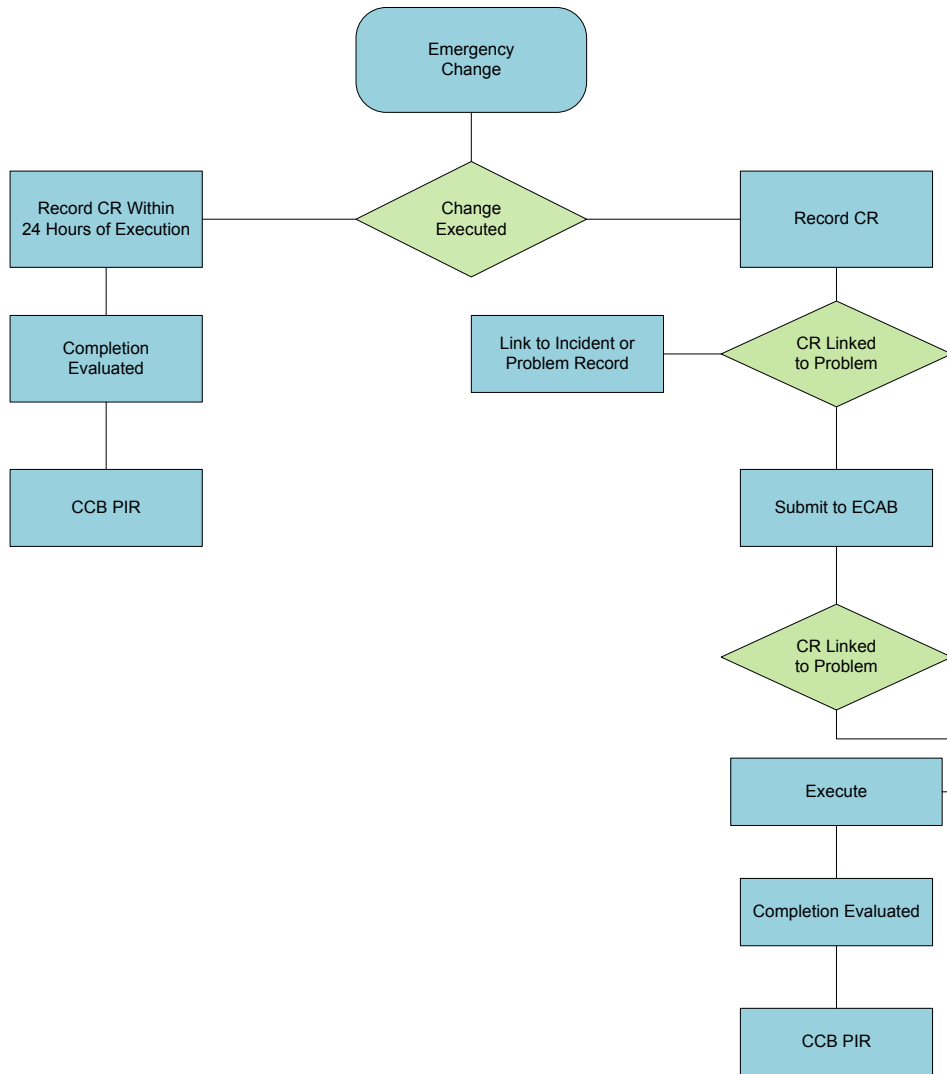 Emergency
Change
Change
Executed
Record CR Within
24 Hours of Execution
Record CR
Completion
Evaluated
Link to Incident or
Problem Record
CR Linked
to Problem
CCB PIR
Submit to ECAB
CR Linked
to Problem
Execute
Completion Evaluated
CCB PIR